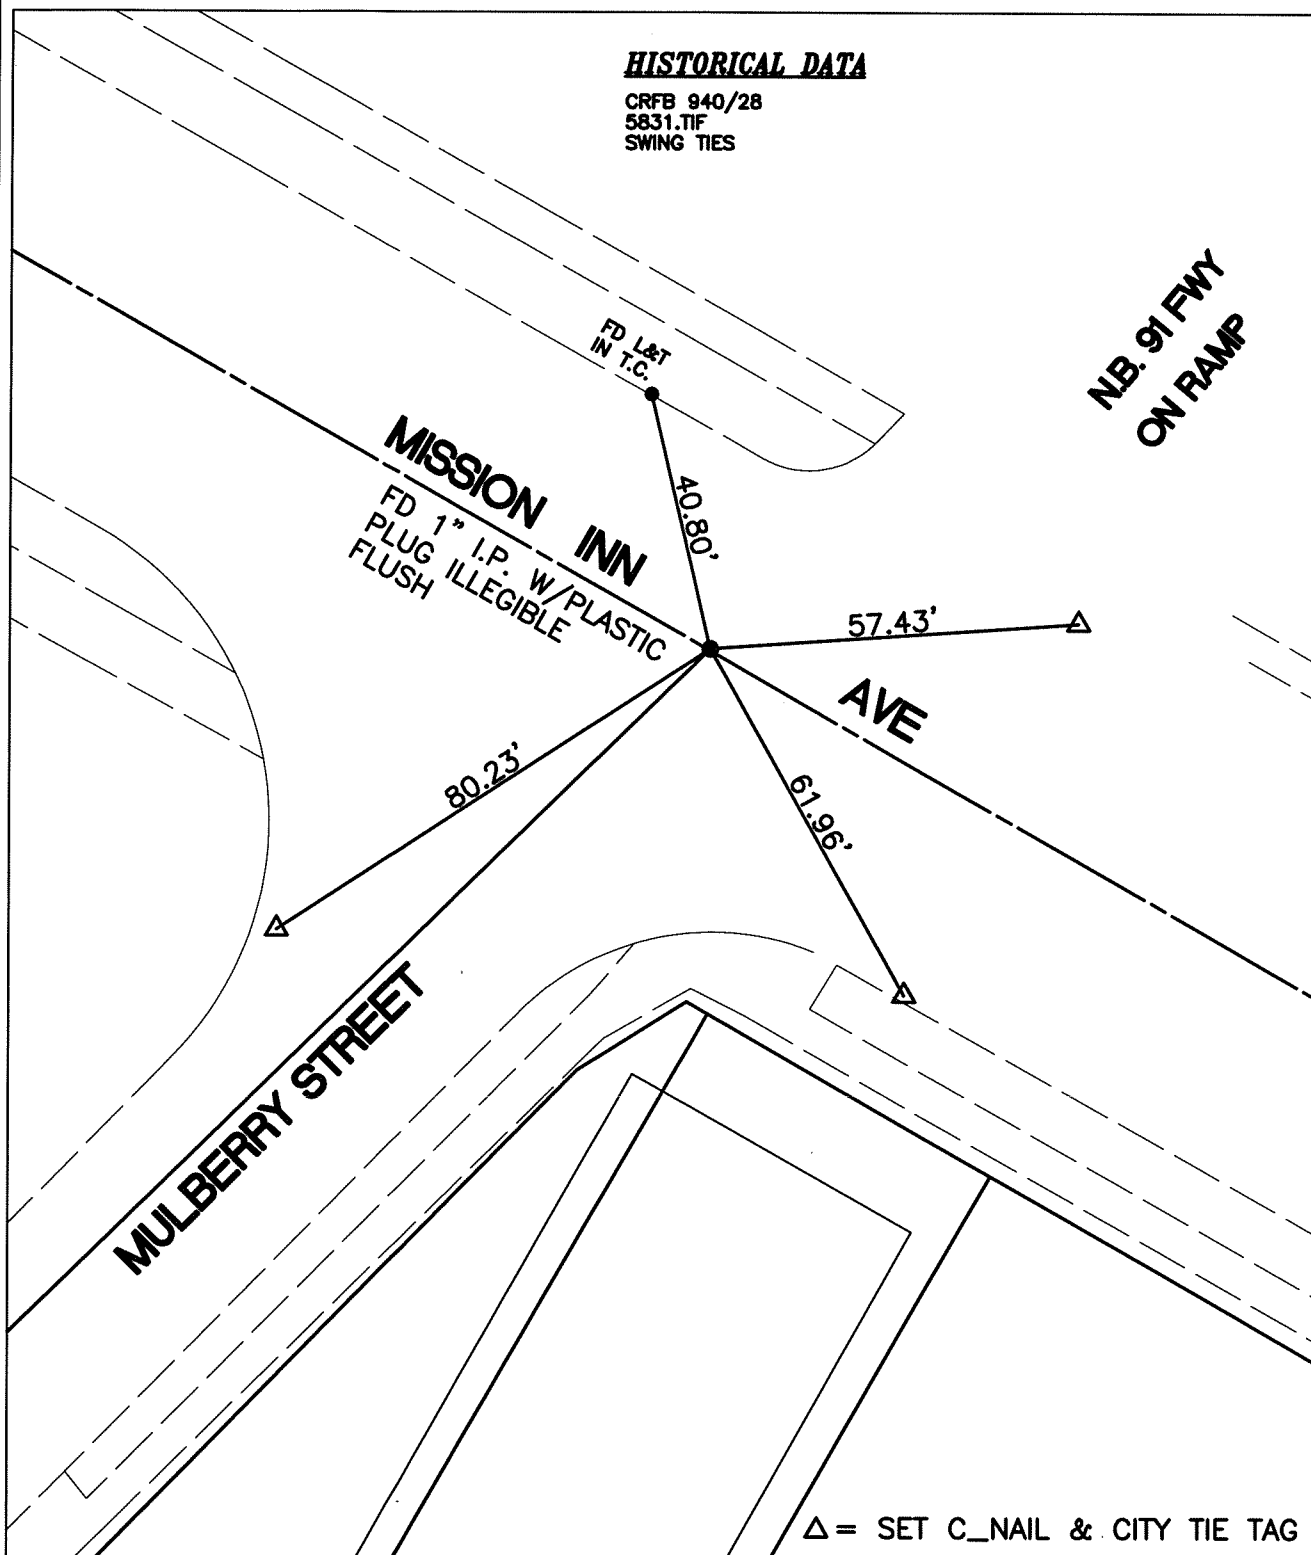 HISTORICAL DATA
CRFB 940/28
5831.TIF
SWING TIES
N.B. 91 FWY
ON RAMP
FD L&T
IN T.C.
MISSION INN AVE
FD 1" I.P. W/PLASTIC
PLUG ILLEGIBLE
FLUSH
40.80'
57.43'
80.23'
61.96'
MULBERRY STREET
△ = SET C_NAIL & CITY TIE TAG